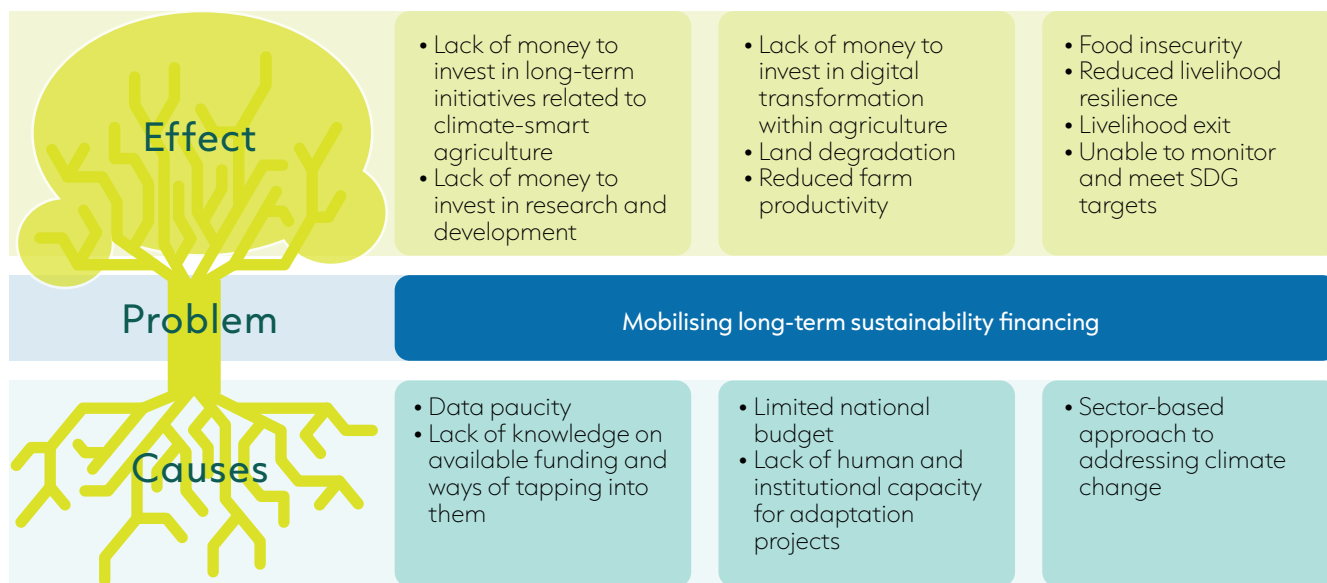 Effect
• Lack of money to
invest in long-term
initiatives related to
climate-smart
agriculture
• Lack of money to
invest in research and
development
• Lack of money to
invest in digital
transformation
within agriculture
• Land degradation
• Reduced farm
productivity
• Food insecurity
• Reduced livelihood
resilience
• Livelihood exit
• Unable to monitor
and meet SDG
targets
Problem
Mobilising long-term sustainability financing
Causes
• Data paucity
• Lack of knowledge on
available funding and
ways of tapping into
them
• Limited national
budget
• Lack of human and
institutional capacity
for adaptation
projects
• Sector-based
approach to
addressing climate
change